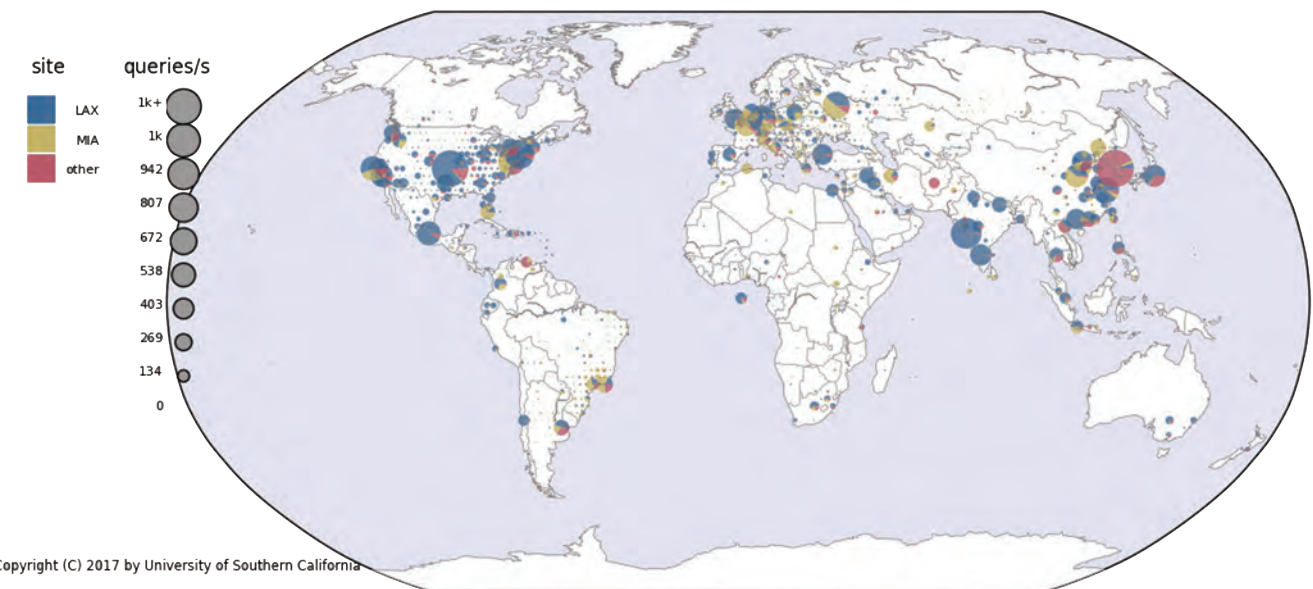 site
queries/s
LAX
MIA
other
1k+
1k
942
807
672
538
403
269
134
0
Copyright (C) 2017 by University of Southern California